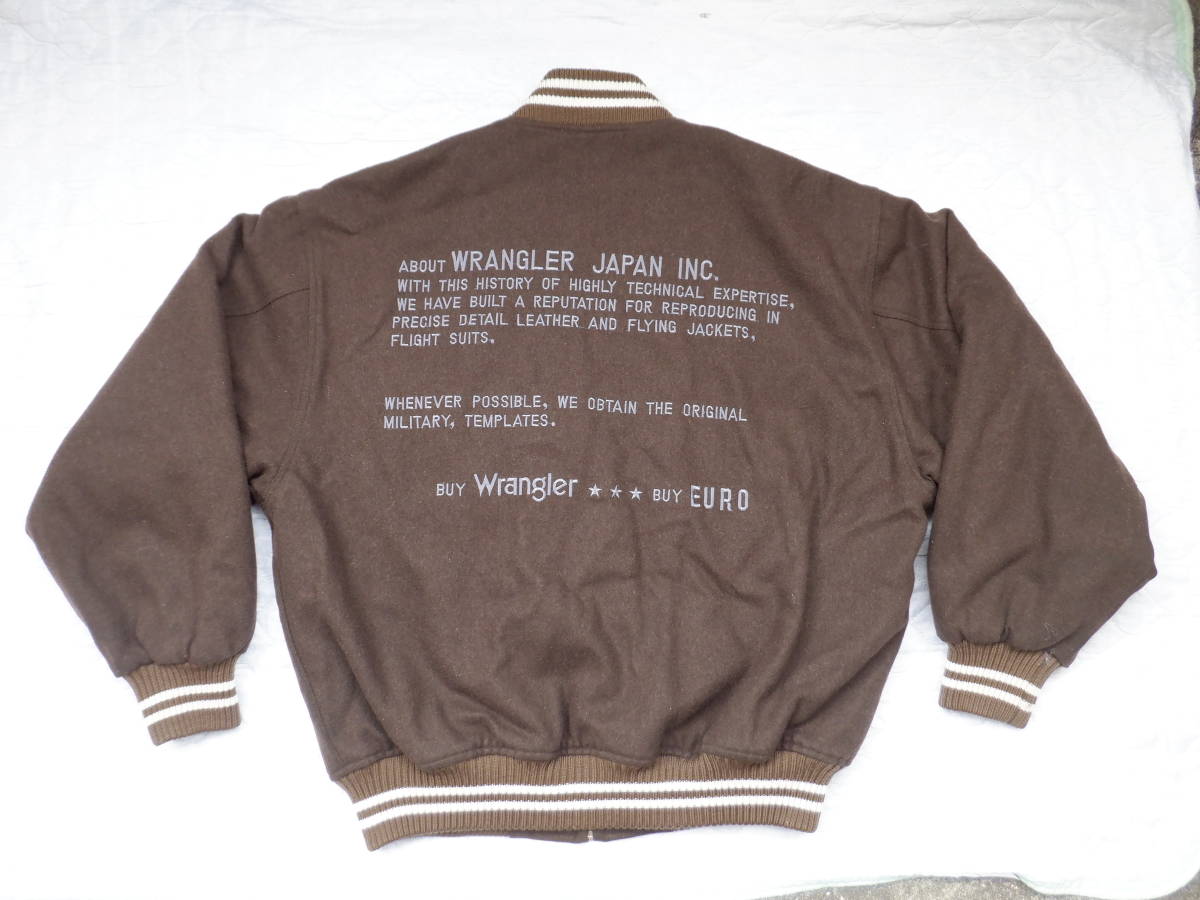 ABOUT WRANGLER JAPAN INC.
WITH THIS HISTORY OF HIGHLY TECHNICAL EXPERTISE,
WE HAVE BUILT A REPUTATION FOR REPRODUCING IN
PRECISE DETAIL LEATHER AND FLYING JACKETS,
FLIGHT SUITS.
WHENEVER POSSIBLE, WE OBTAIN THE ORIGINAL
MILITARY, TEMPLATES.
BUY Wrangler ★★★ BUY EURO